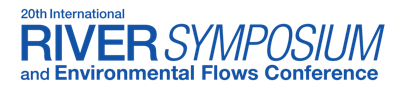 20th International
RIVER SYMPOSIUM
and Environmental Flows Conference